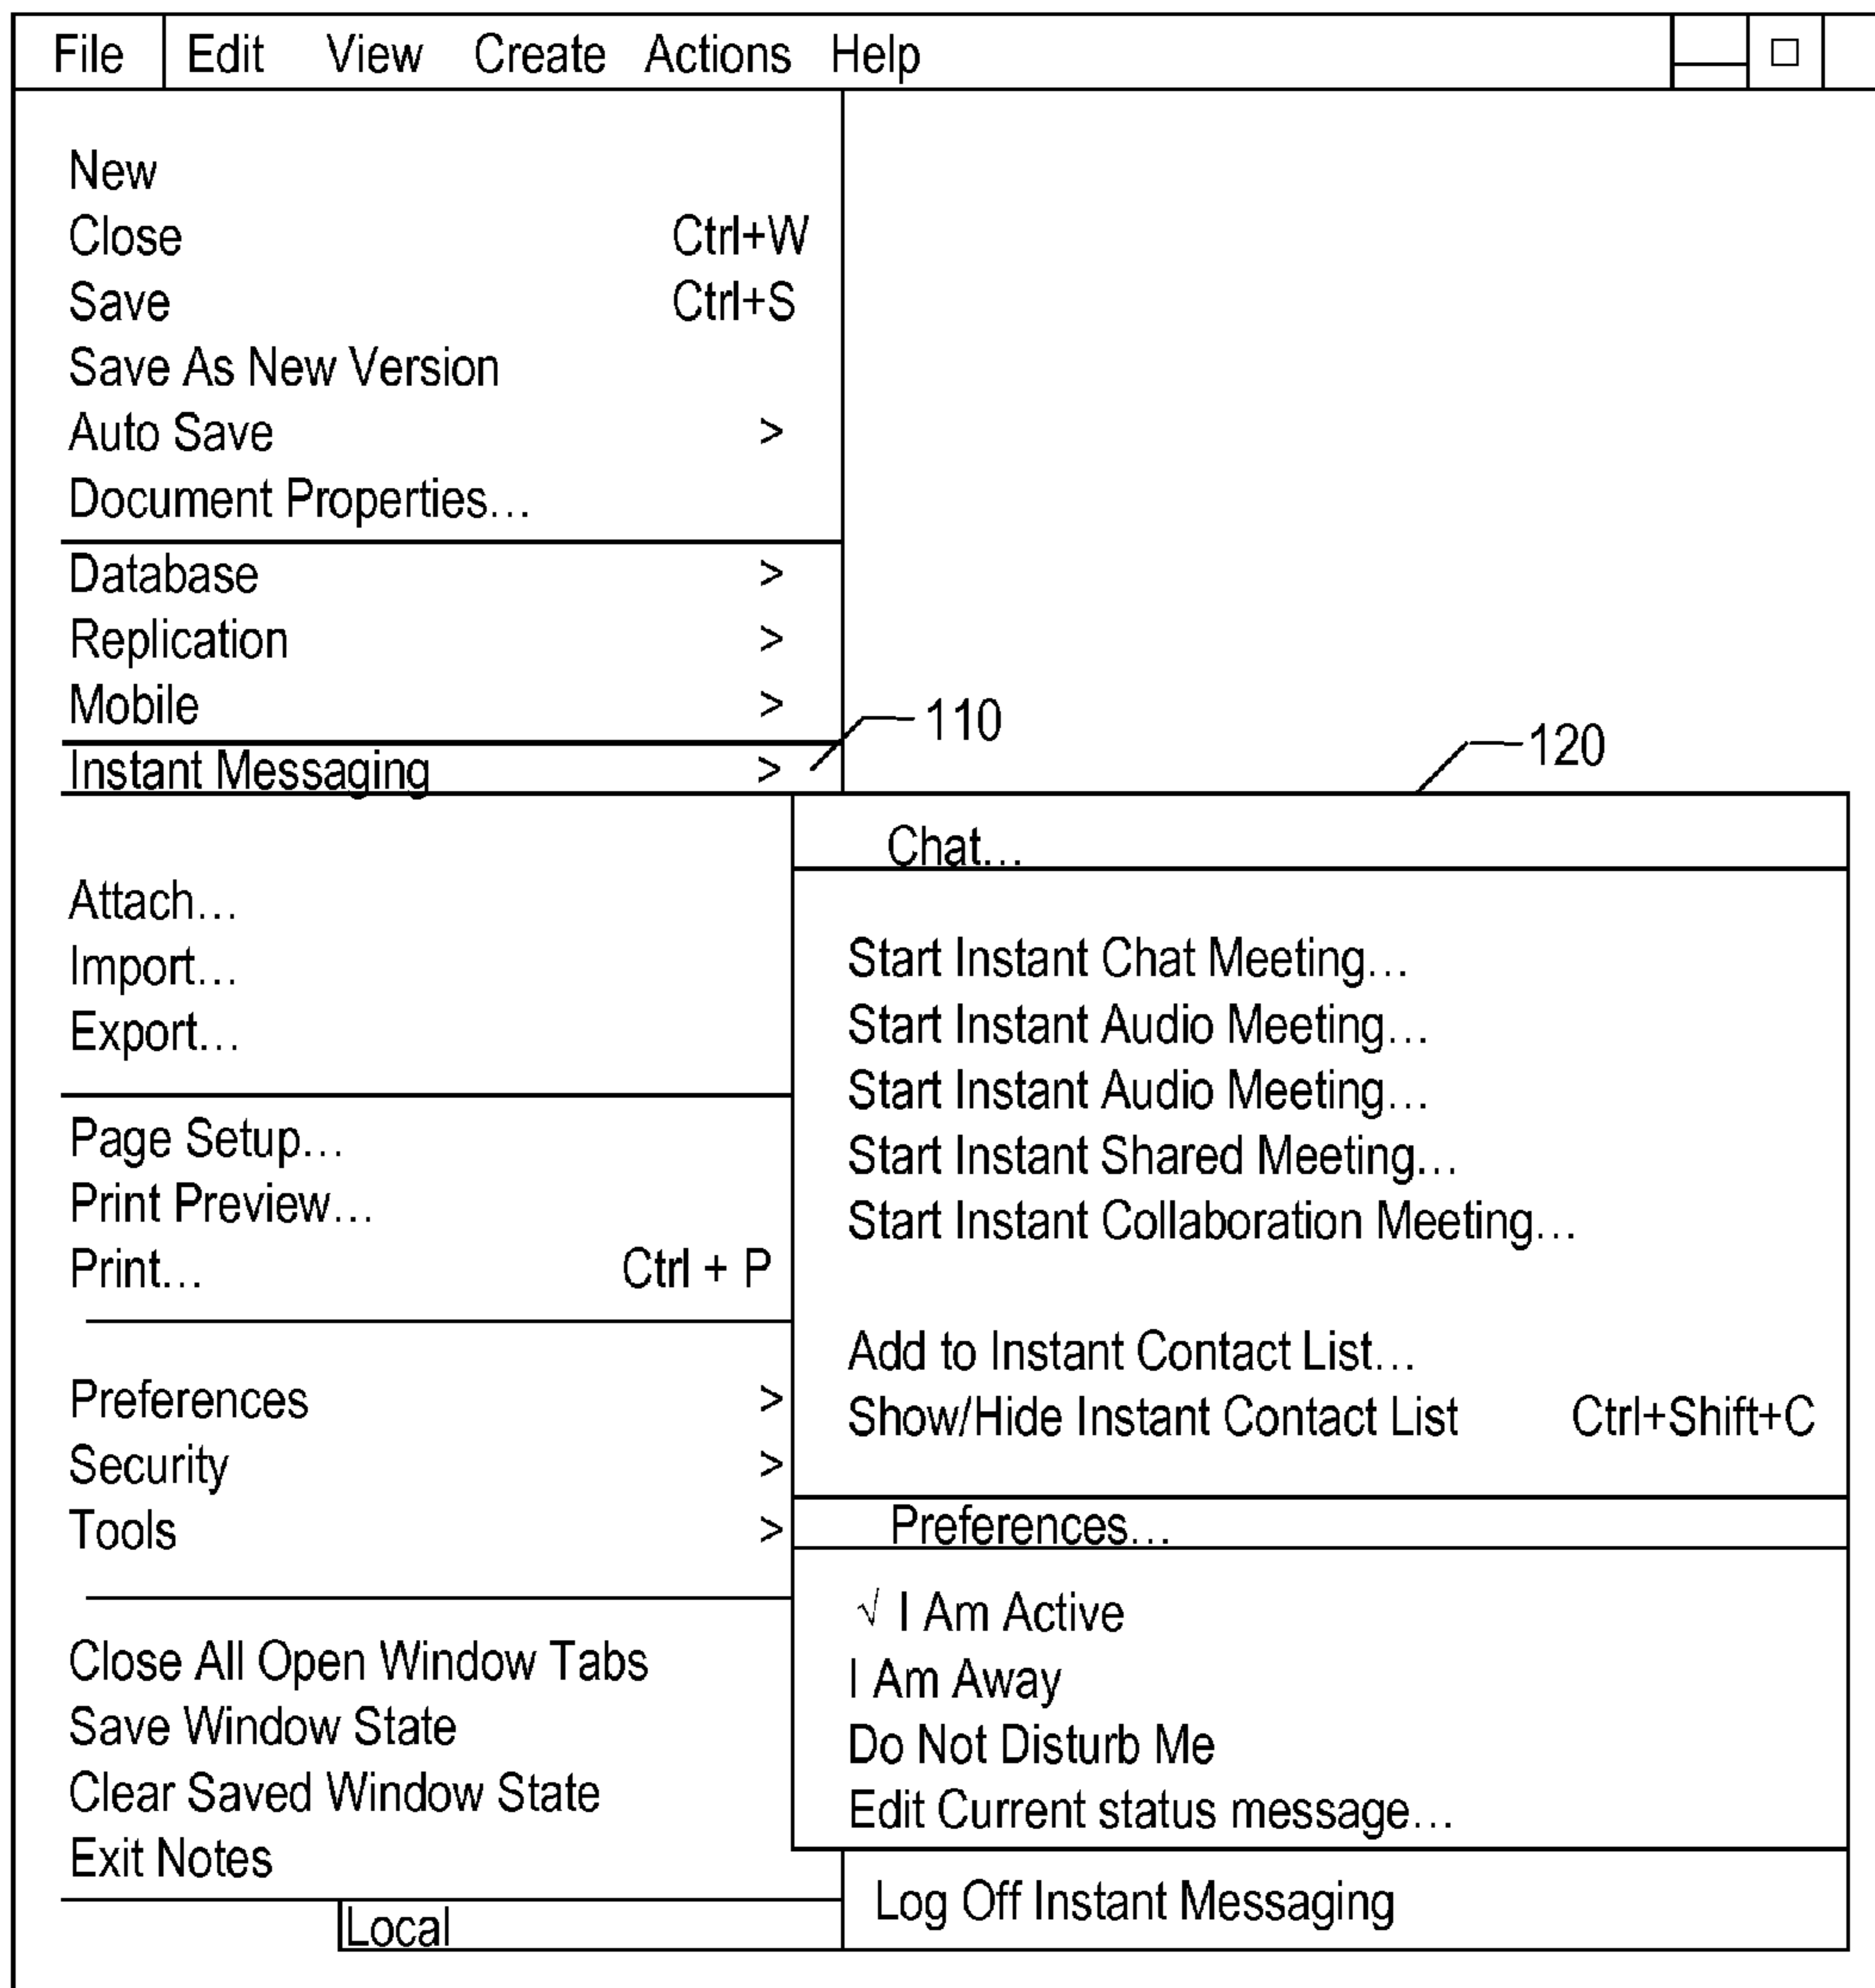 File Edit View Create Actions Help
New
Close Ctrl+W
Save Ctrl+S
Save As New Version
Auto Save >
Document Properties...
Database >
Replication >
Mobile >
110
120
Instant Messaging >
Chat...
Attach...
Import...
Export...
Start Instant Chat Meeting...
Start Instant Audio Meeting...
Start Instant Audio Meeting...
Start Instant Shared Meeting...
Start Instant Collaboration Meeting...
Page Setup...
Print Preview...
Print... Ctrl + P
Add to Instant Contact List...
Show/Hide Instant Contact List Ctrl+Shift+C
Preferences >
Security >
Tools >
Preferences...
√ I Am Active
I Am Away
Do Not Disturb Me
Edit Current status message...
Close All Open Window Tabs
Save Window State
Clear Saved Window State
Exit Notes
Log Off Instant Messaging
Local